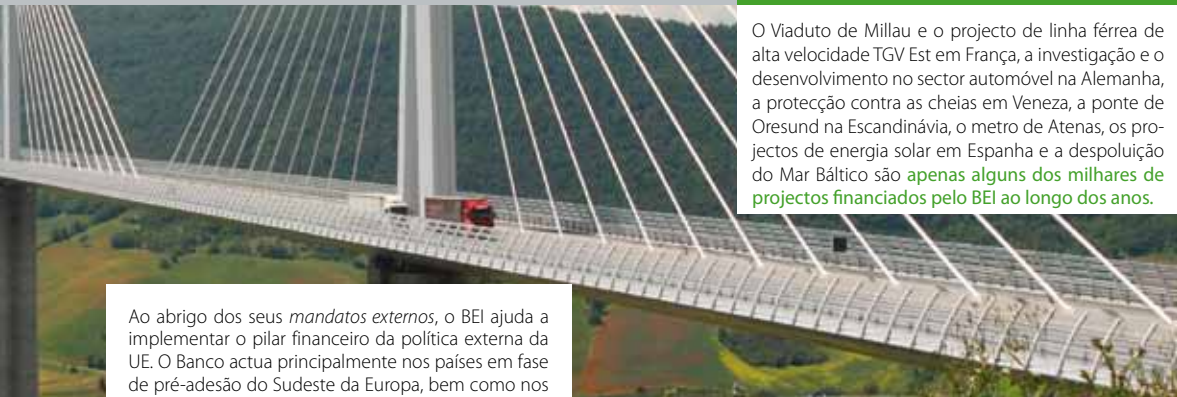 O Viaduto de Millau e o projecto de linha férrea de
alta velocidade TGV Est em França, a investigação e o
desenvolvimento no sector automóvel na Alemanha,
a protecção contra as cheias em Veneza, a ponte de
Oresund na Escandinávia, o metro de Atenas, os pro-
jectos de energia solar em Espanha e a despoluição
do Mar Báltico são apenas alguns dos milhares de
projectos financiados pelo BEI ao longo dos anos.
Ao abrigo dos seus mandatos externos, o BEI ajuda a
implementar o pilar financeiro da política externa da
UE. O Banco actua principalmente nos países em fase
de pré-adesão do Sudeste da Europa, bem como nos